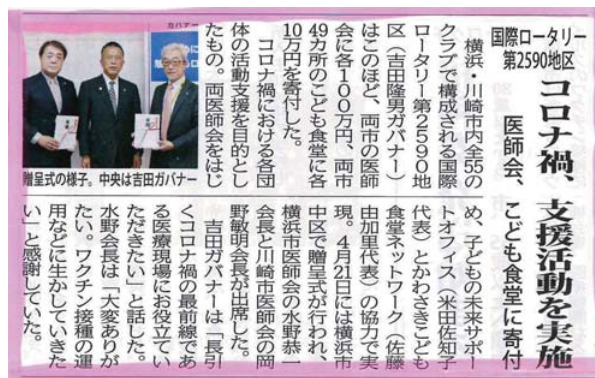 国際ロータリー
第2590地区
コロナ禍、支援活動を実施
医師会、こども食堂に寄付
横浜・川崎市内全55の
クラブで構成される国際
ロータリー第2590地
区（吉田隆男ガバナー）
はこのほど、両市の医師
会に各100万円、両市
49カ所のこども食堂に各
10万円を寄付した。
コロナ禍における各団
体の活動支援を目的とし
たもの。両医師会をはじ
め、子どもの未来サポー
トオフィス（米田佐知子
代表）とかわさきこども
食堂ネットワーク（佐藤
由加里代表）の協力で実
現。4月21日には横浜市
中区で贈呈式が行われ、
横浜市医師会の水野恭一
会長と川崎市医師会の岡
野敏明会長が出席した。
吉田ガバナーは「長引
くコロナ禍の最前線であ
る医療現場にお役立てい
ただきたい」と話した。
水野会長は「大変ありが
たい。ワクチン接種の運
用などに生かしていきた
い」と感謝していた。
贈呈式の様子。中央は吉田ガバナー